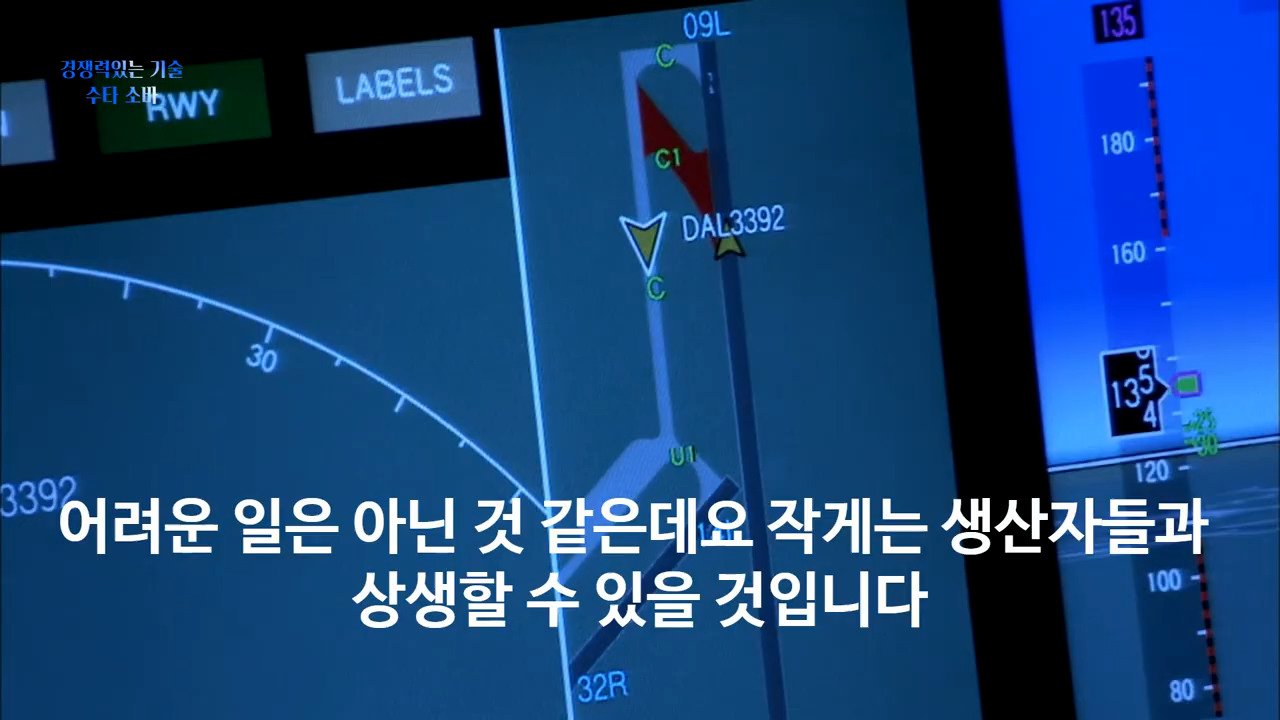 경쟁력있는 기술
수타 소바
RWY
LABELS
09L
C
1
C1
DAL3392
C
U1
30
3392
32R
135
180
160
135
4
120
100
80
어려운 일은 아닌 것 같은데요 작게는 생산자들과
상생할 수 있을 것입니다